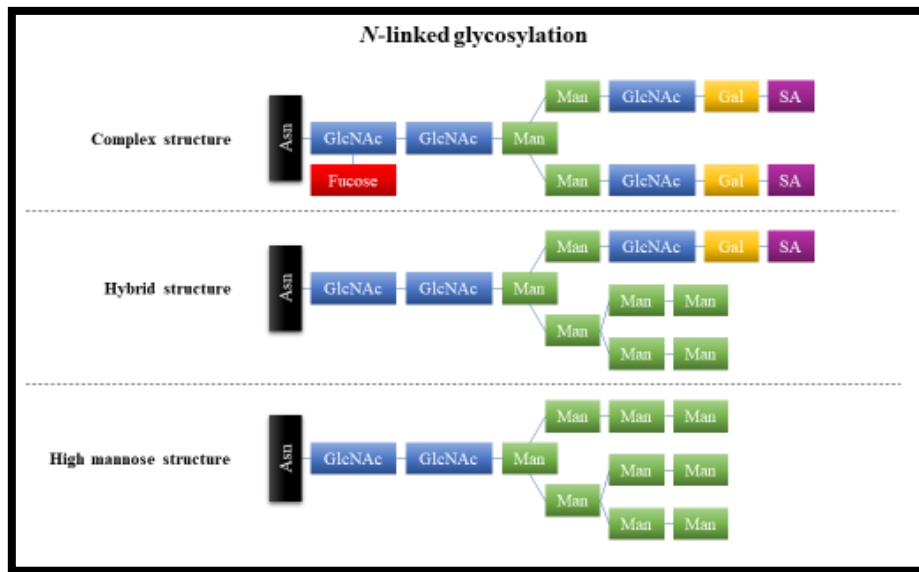 N-linked glycosylation
Man GlcNAc Gal SA
Complex structure Asn GlcNAc GlcNAc Man
Fucose Man GlcNAc Gal SA
Man GlcNAc Gal SA
Hybrid structure Asn GlcNAc GlcNAc Man
Man Man
Man
Man Man
Man Man Man
High mannose structure Asn GlcNAc GlcNAc Man
Man Man
Man
Man Man